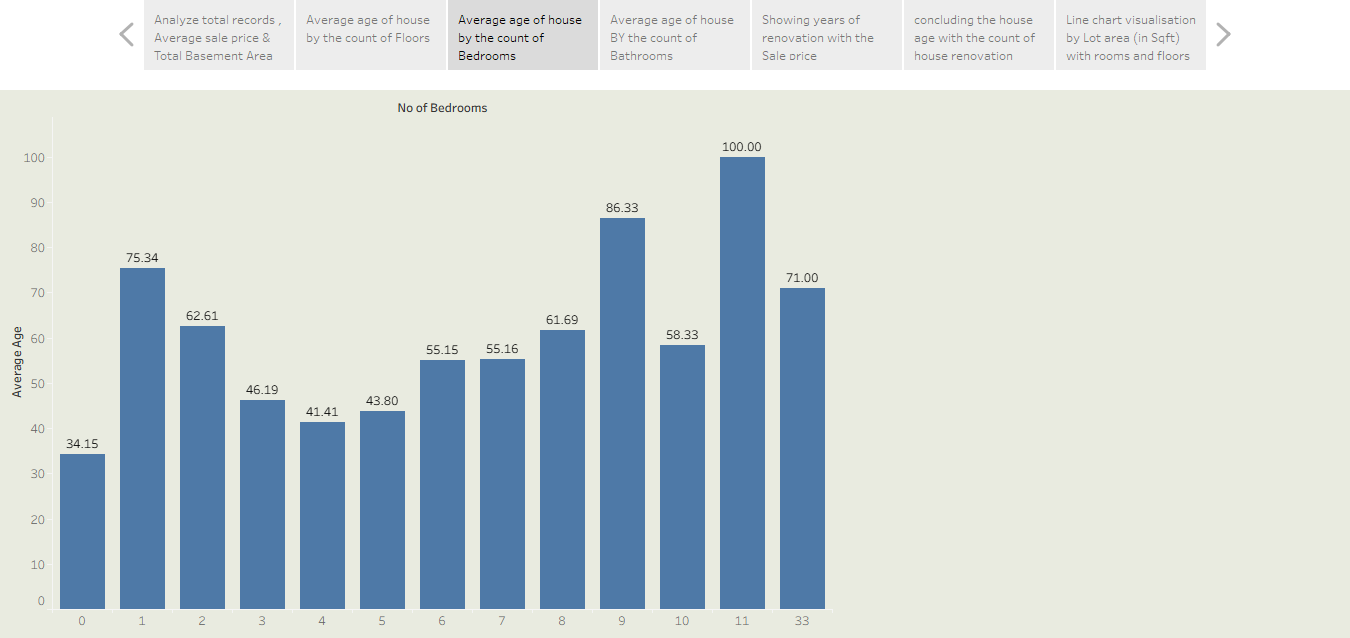 Analyze total records ,
Average sale price &
Total Basement Area
Average age of house
by the count of Floors
Average age of house
by the count of
Bedrooms
Average age of house
BY the count of
Bathrooms
Showing years of
renovation with the
Sale price
concluding the house
age with the count of
house renovation
Line chart visualisation
by Lot area (in Sqft)
with rooms and floors
No of Bedrooms
Average Age
100
90
80
70
60
50
40
30
20
10
0
34.15
75.34
62.61
46.19
41.41
43.80
55.15
55.16
61.69
86.33
58.33
100.00
71.00
0 1 2 3 4 5 6 7 8 9 10 11 33